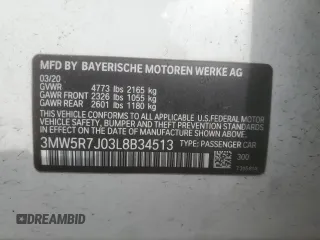 MFD BY BAYERISCHE MOTOREN WERKE AG
03/20
GVWR 4773 lbs 2165 kg
GAWR FRONT 2326 lbs 1055 kg
GAWR REAR 2601 lbs 1180 kg
THIS VEHICLE CONFORMS TO ALL APPLICABLE U.S.FEDERAL MOTOR
VEHICLE SAFETY, BUMPER, AND THEFT PREVENTION STANDARDS IN
EFFECT ON THE DATE OF MANUFACTURE SHOWN ABOVE.
3MW5R7J03L8B34513 TYPE: PASSENGER CAR
300